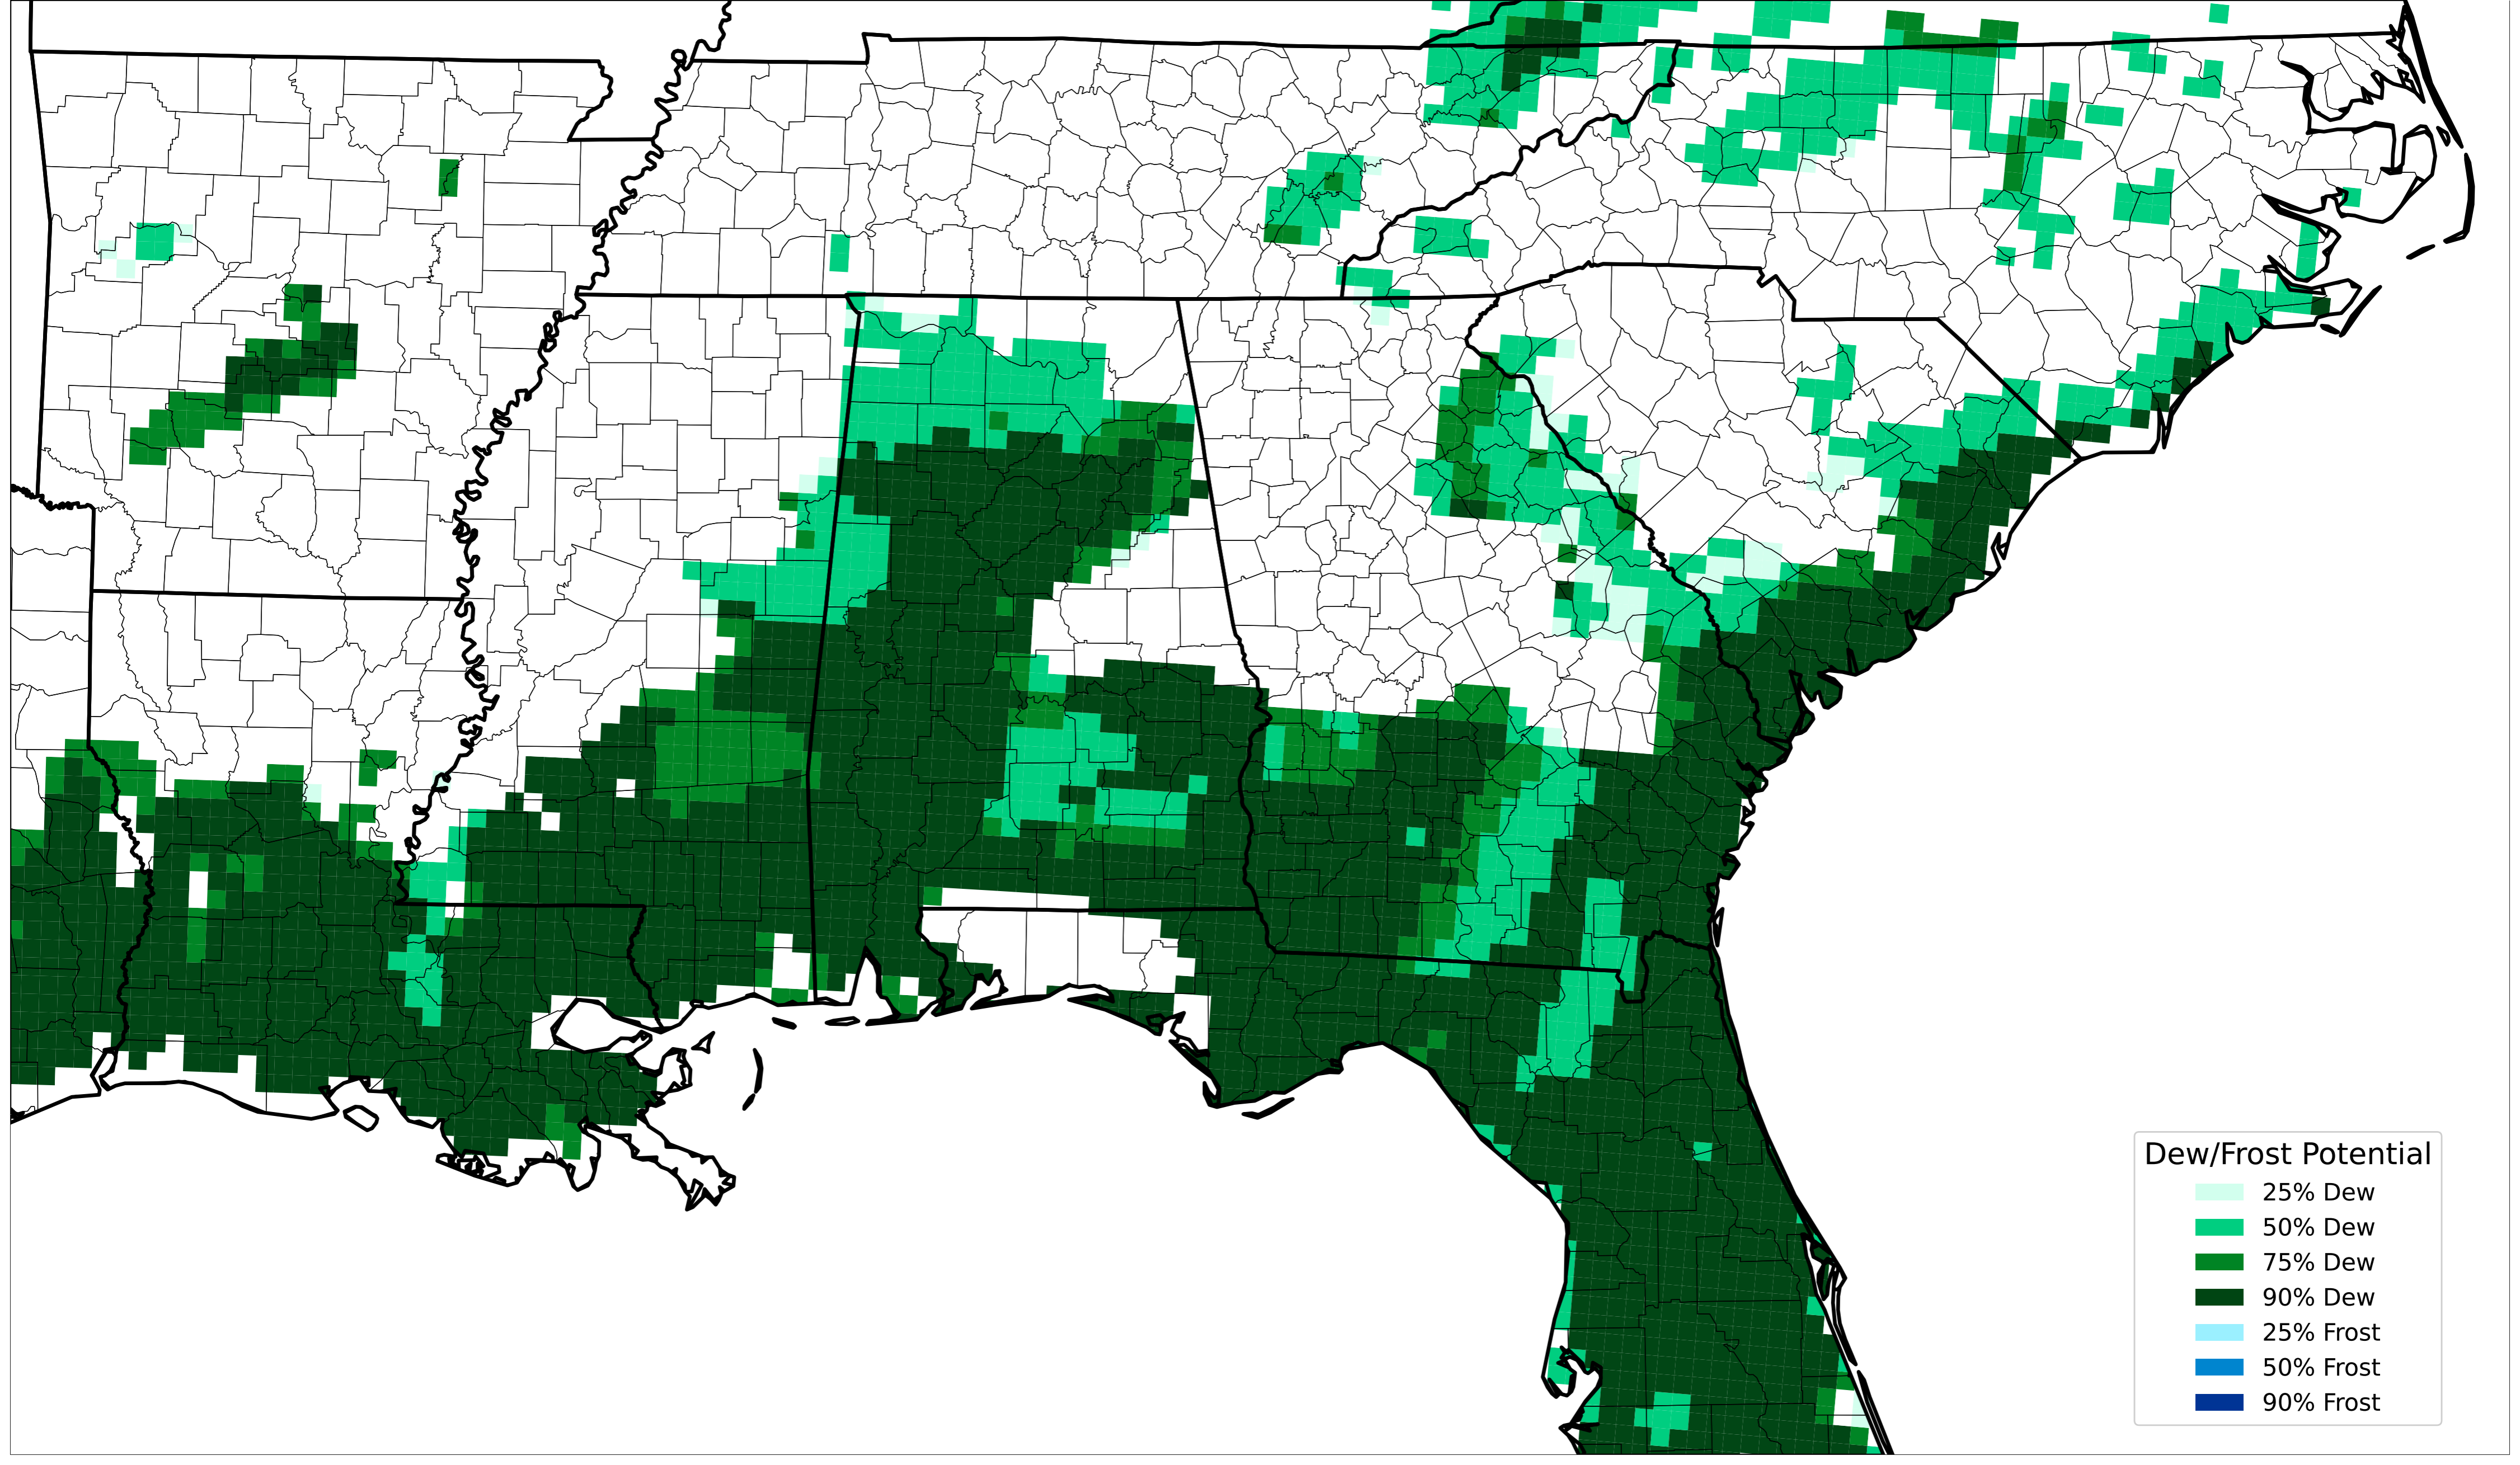 Dew/Frost Potential
25% Dew
50% Dew
75% Dew
90% Dew
25% Frost
50% Frost
90% Frost